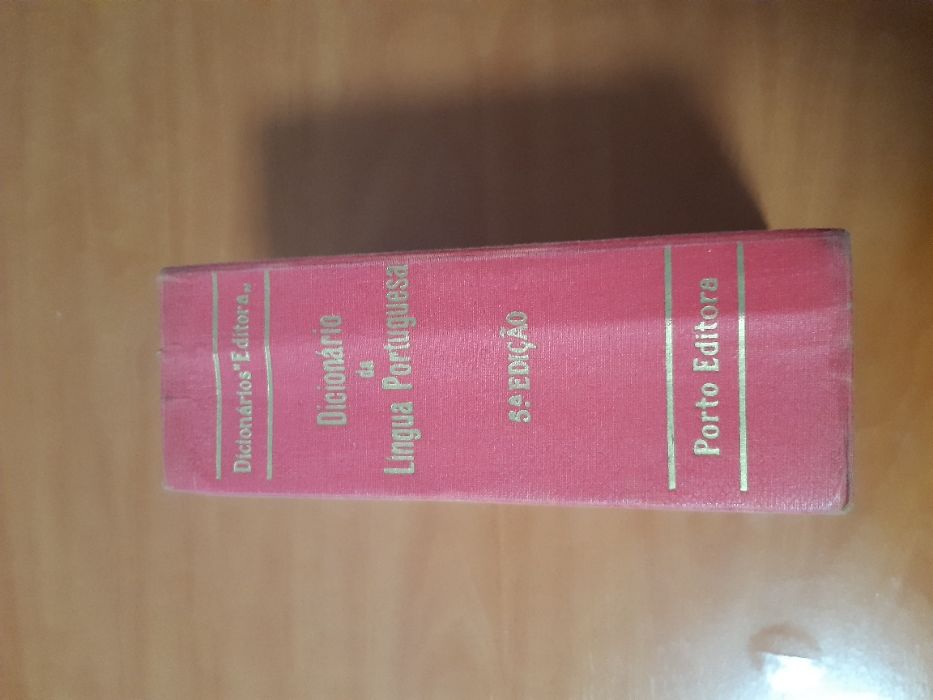 Dicionários "Editora„
Dicionário
da
Língua Portuguesa
5.ª EDIÇÃO
Porto Editora